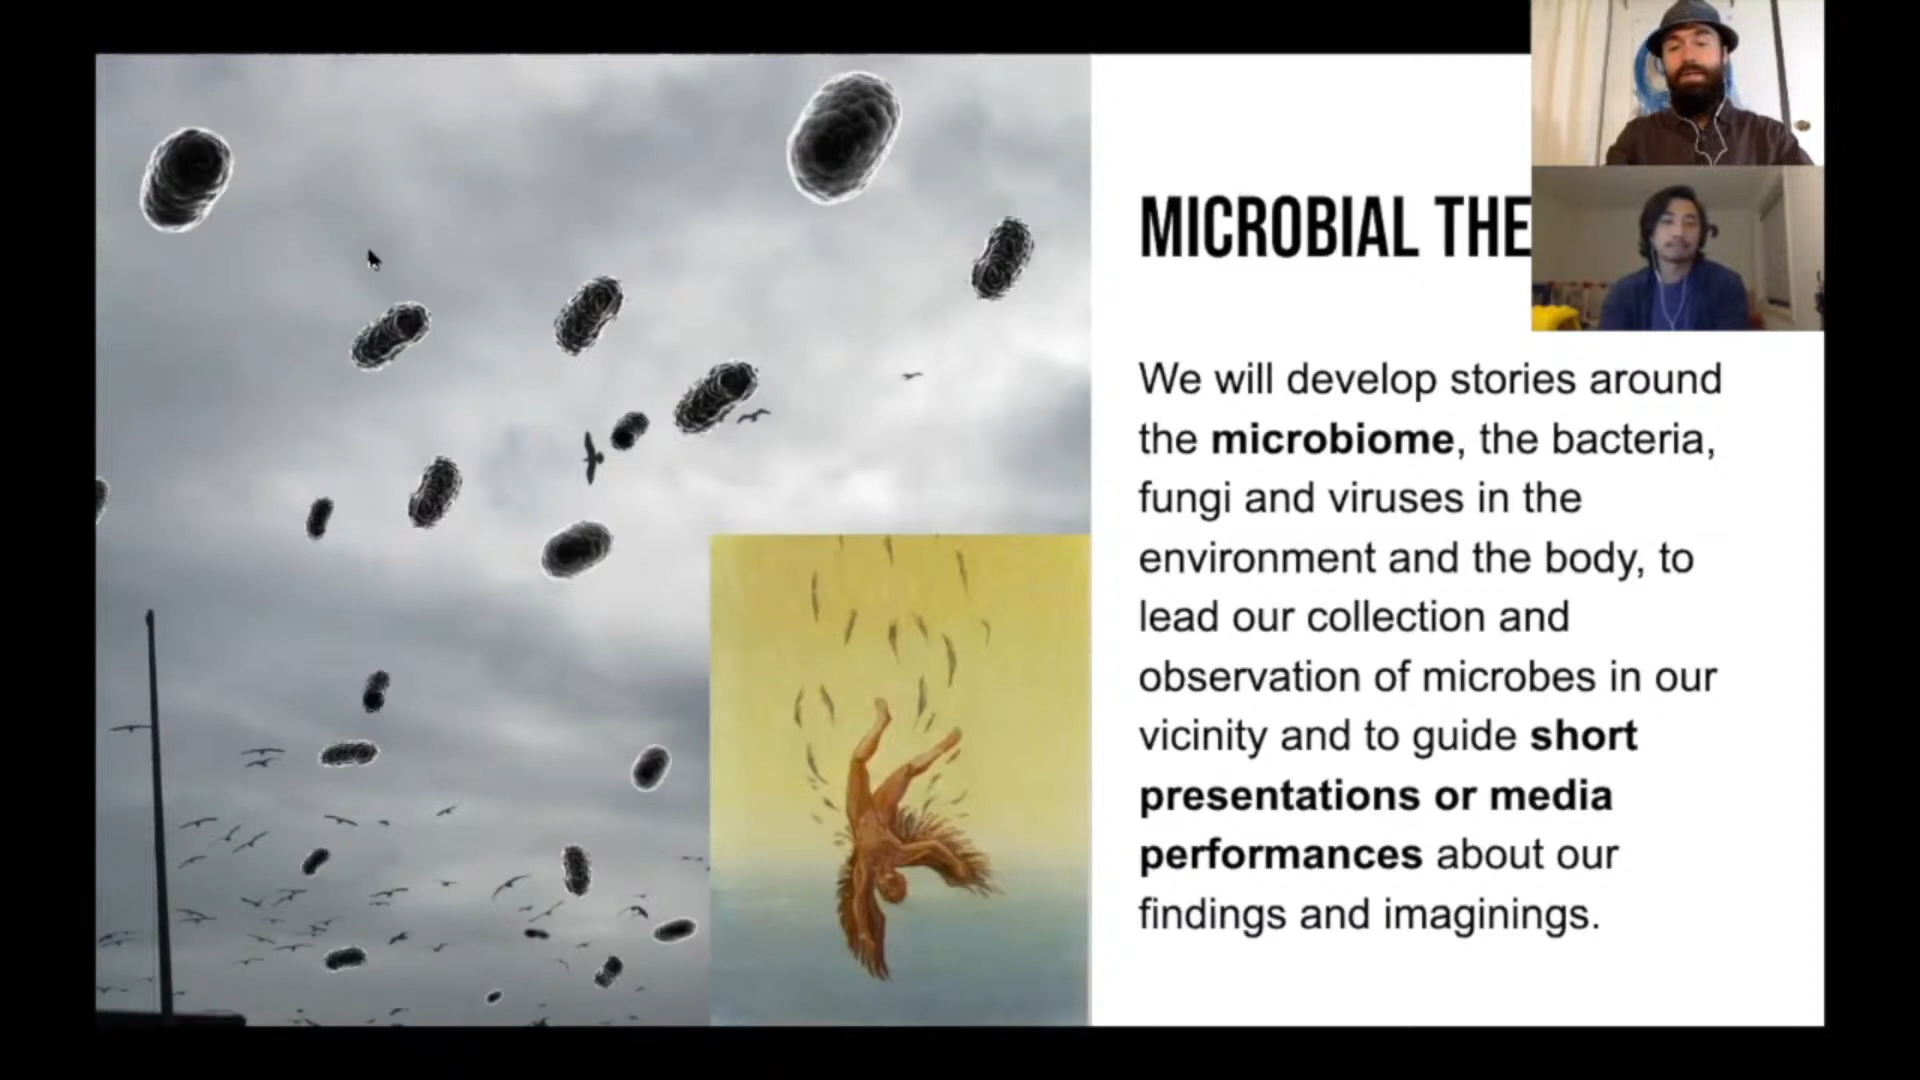 MICROBIAL THE
We will develop stories around
the microbiome, the bacteria,
fungi and viruses in the
environment and the body, to
lead our collection and
observation of microbes in our
vicinity and to guide short
presentations or media
performances about our
findings and imaginings.